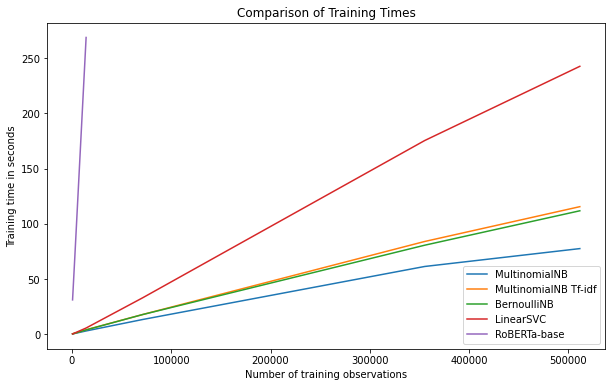 Comparison of Training Times
Training time in seconds
250
200
150
100
50
0
0 100000 200000 300000 400000 500000
Number of training observations
MultinomialNB
MultinomialNB Tf-idf
BernoulliNB
LinearSVC
RoBERTa-base